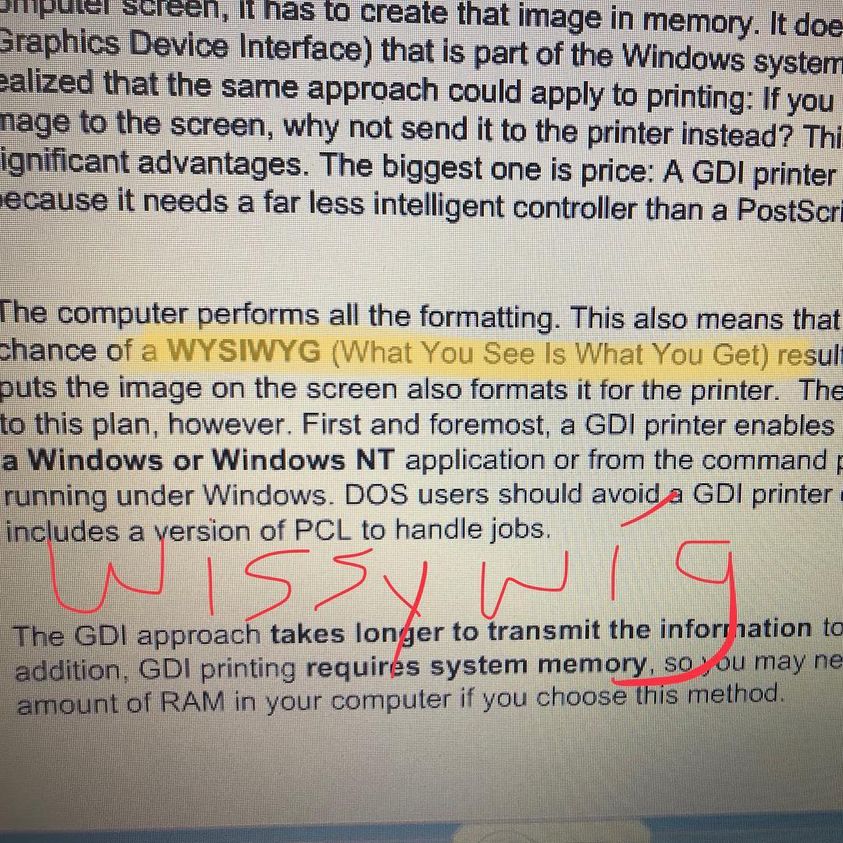 computer screen, it has to create that image in memory. It doe
Graphics Device Interface) that is part of the Windows system
ealized that the same approach could apply to printing: If you
mage to the screen, why not send it to the printer instead? Thi
ignificant advantages. The biggest one is price: A GDI printer
because it needs a far less intelligent controller than a PostScri
The computer performs all the formatting. This also means that
chance of a WYSIWYG (What You See Is What You Get) result
puts the image on the screen also formats it for the printer. The
to this plan, however. First and foremost, a GDI printer enables
a Windows or Windows NT application or from the command p
running under Windows. DOS users should avoid a GDI printer
includes a version of PCL to handle jobs.
wissywíg
The GDI approach takes longer to transmit the information to
addition, GDI printing requires system memory, so you may ne
amount of RAM in your computer if you choose this method.